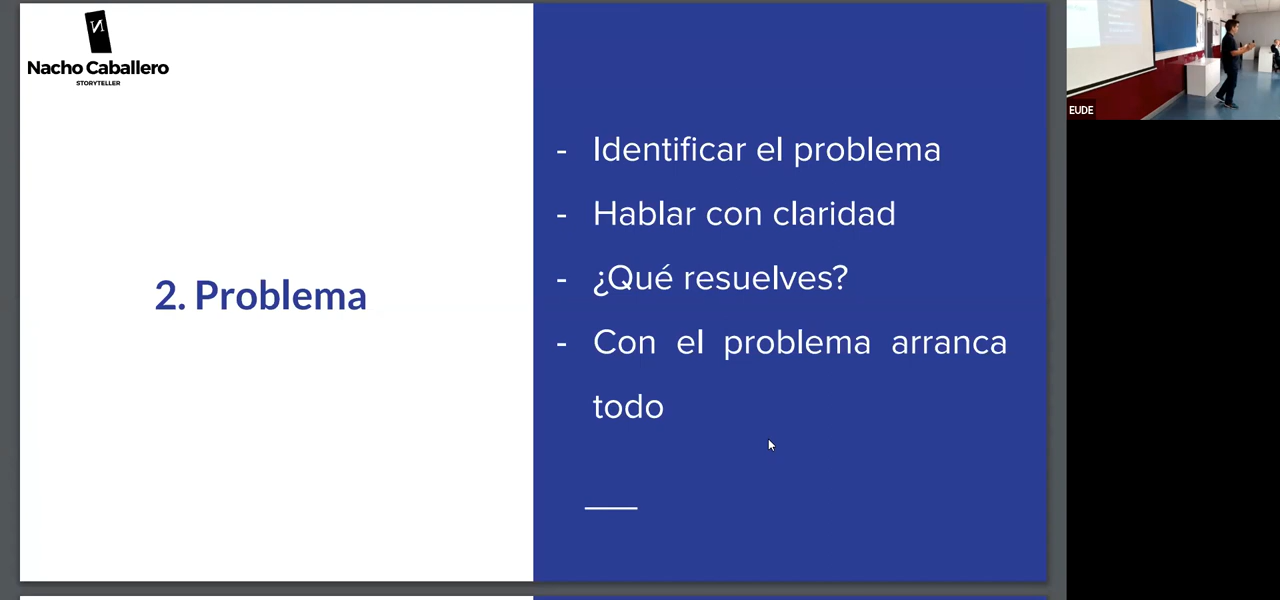 Nacho Caballero
STORYTELLER
2. Problema
- Identificar el problema
- Hablar con claridad
- ¿Qué resuelves?
- Con el problema arranca
todo
EUDE